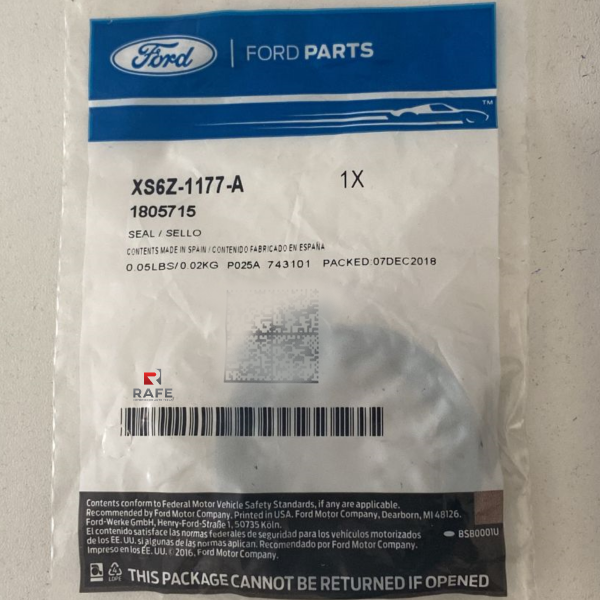 Ford
FORD PARTS
TM
XS6Z-1177-A 1X
1805715
SEAL / SELLO
CONTENTS MADE IN SPAIN / CONTENIDO FABRICADO EN ESPAÑA
0.05LBS/0.02KG P025A 743101 PACKED:07DEC2018
RAFE
Contents conform to Federal Motor Vehicle Safety Standards, if any are applicable.
Recommended by Ford Motor Company. Printed in USA. Ford Motor Company, Dearborn, MI 48126.
Ford-Werke GmbH, Henry-Ford-Straße 1, 50735 Köln.
El contenido satisface las normas federales de seguridad para los vehículos motorizados
de los EE. UU. si algunas de las normas aplican. Recomendado por Ford Motor Company.
Impreso en los EE. UU. © 2016, Ford Motor Company.
BSB0001U
4
LDPE
THIS PACKAGE CANNOT BE RETURNED IF OPENED